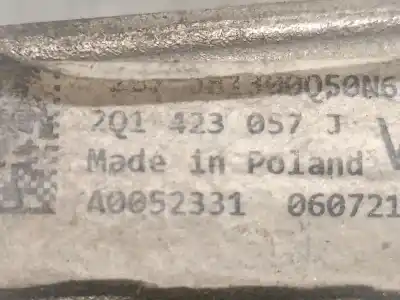 2Q1 423 057 J
Made in Poland
A0052331 060721